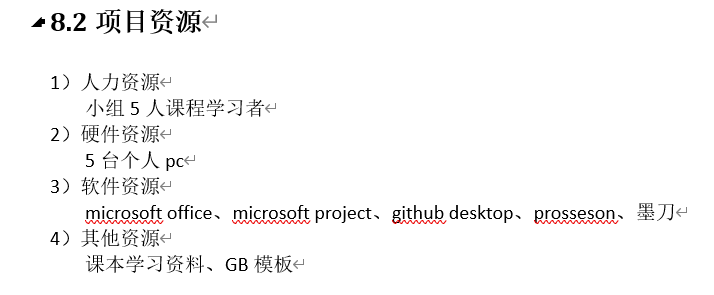 8.2 项目资源
1）人力资源
小组 5 人课程学习者
2）硬件资源
5 台个人 pc
3）软件资源
microsoft office、microsoft project、github desktop、prosseson、墨刀
4）其他资源
课本学习资料、GB 模板